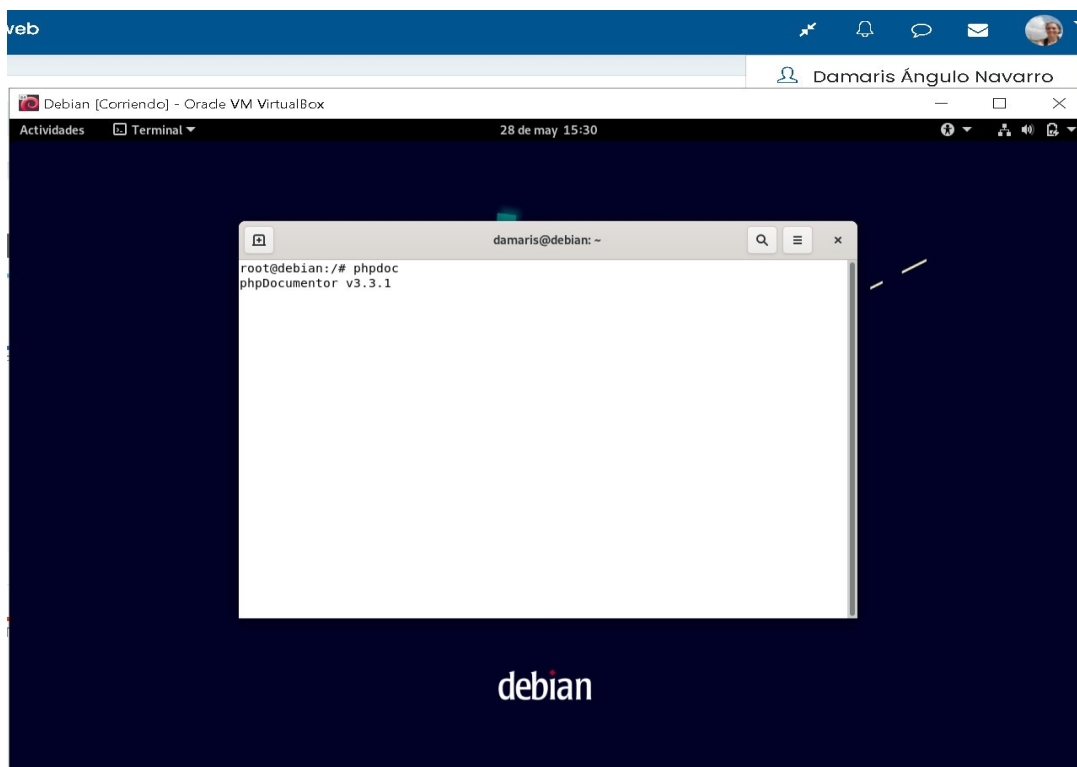 web
Damaris Ángulo Navarro
Debian [Corriendo] - Oracle VM VirtualBox
Actividades Terminal 28 de may 15:30
damaris@debian: ~
root@debian:/# phpdoc
phpDocumentor v3.3.1
debian